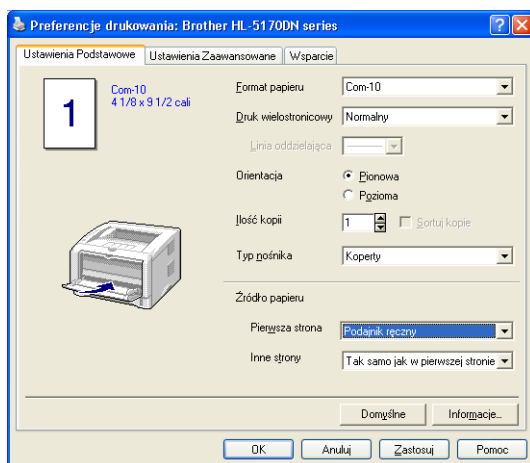 Preferencje drukowania: Brother HL-5170DN series
Ustawienia Podstawowe Ustawienia Zaawansowane Wsparcie
1
Com-10
4 1/8 x 9 1/2 cali
Format papieru Com-10
Druk wielostronicowy Normalny
Linia oddzielająca
Orientacja Pionowa
Pozioma
Ilość kopii 1 Sortuj kopie
Typ nośnika Koperty
Źródło papieru
Pierwsza strona Podajnik ręczny
Inne strony Tak samo jak w pierwszej stronie
Domyślne Informacje...
OK Anuluj Zastosuj Pomoc